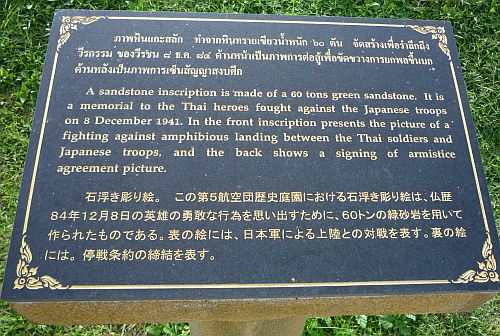 ภาพหินแกะสลัก ทำจากหินทรายเขียวน้ำหนัก ๖๐ ตัน จัดสร้างเพื่อรำลึกถึง
วีรกรรม ของวีรชน ๘ ธ.ค. ๘๔ ด้านหน้าเป็นภาพการต่อสู้เพื่อขัดขวางการยกพลขึ้นบก
ด้านหลังเป็นภาพการเซ็นสัญญาสงบศึก
A sandstone inscription is made of a 60 tons green sandstone. It is
a memorial to the Thai heroes fought against the Japanese troops
on 8 December 1941. In the front inscription presents the picture of a
fighting against amphibious landing between the Thai soldiers and
Japanese troops, and the back shows a signing of armistice
agreement picture.
石浮き彫り絵。 この第5航空団歴史庭園における石浮き彫り絵は、仏歴
84年12月8日の英雄の勇敢な行為を思い出すために、60トンの緑砂岩を用いて
作られたものである。表の絵には、日本軍による上陸との対戦を表す。裏の絵
には。停戦条約の締結を表す。